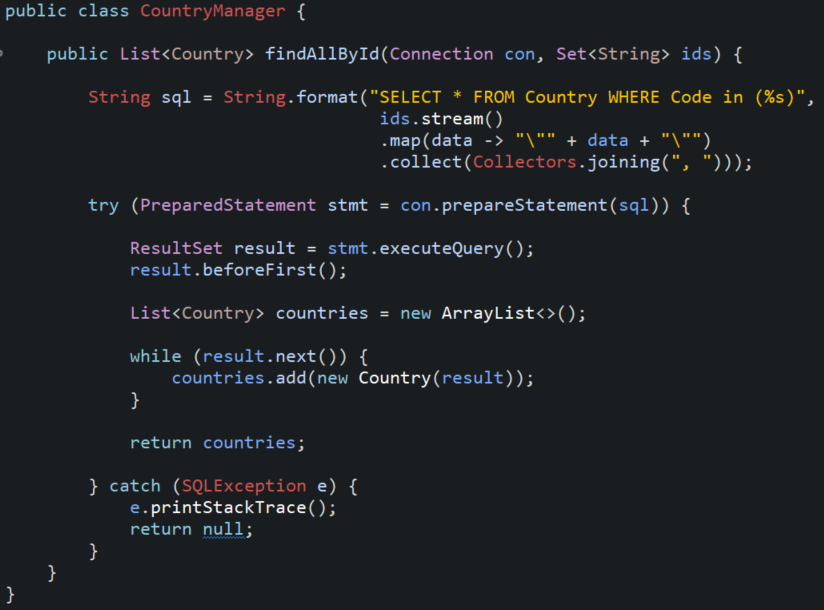 public class CountryManager {
public List<Country> findAllById(Connection con, Set<String> ids) {
String sql = String.format("SELECT * FROM Country WHERE Code in (%s)",
ids.stream()
.map(data -> "\"" + data + "\"")
.collect(Collectors.joining(", ")));
try (PreparedStatement stmt = con.prepareStatement(sql)) {
ResultSet result = stmt.executeQuery();
result.beforeFirst();
List<Country> countries = new ArrayList<>();
while (result.next()) {
countries.add(new Country(result));
}
return countries;
} catch (SQLException e) {
e.printStackTrace();
return null;
}
}
}